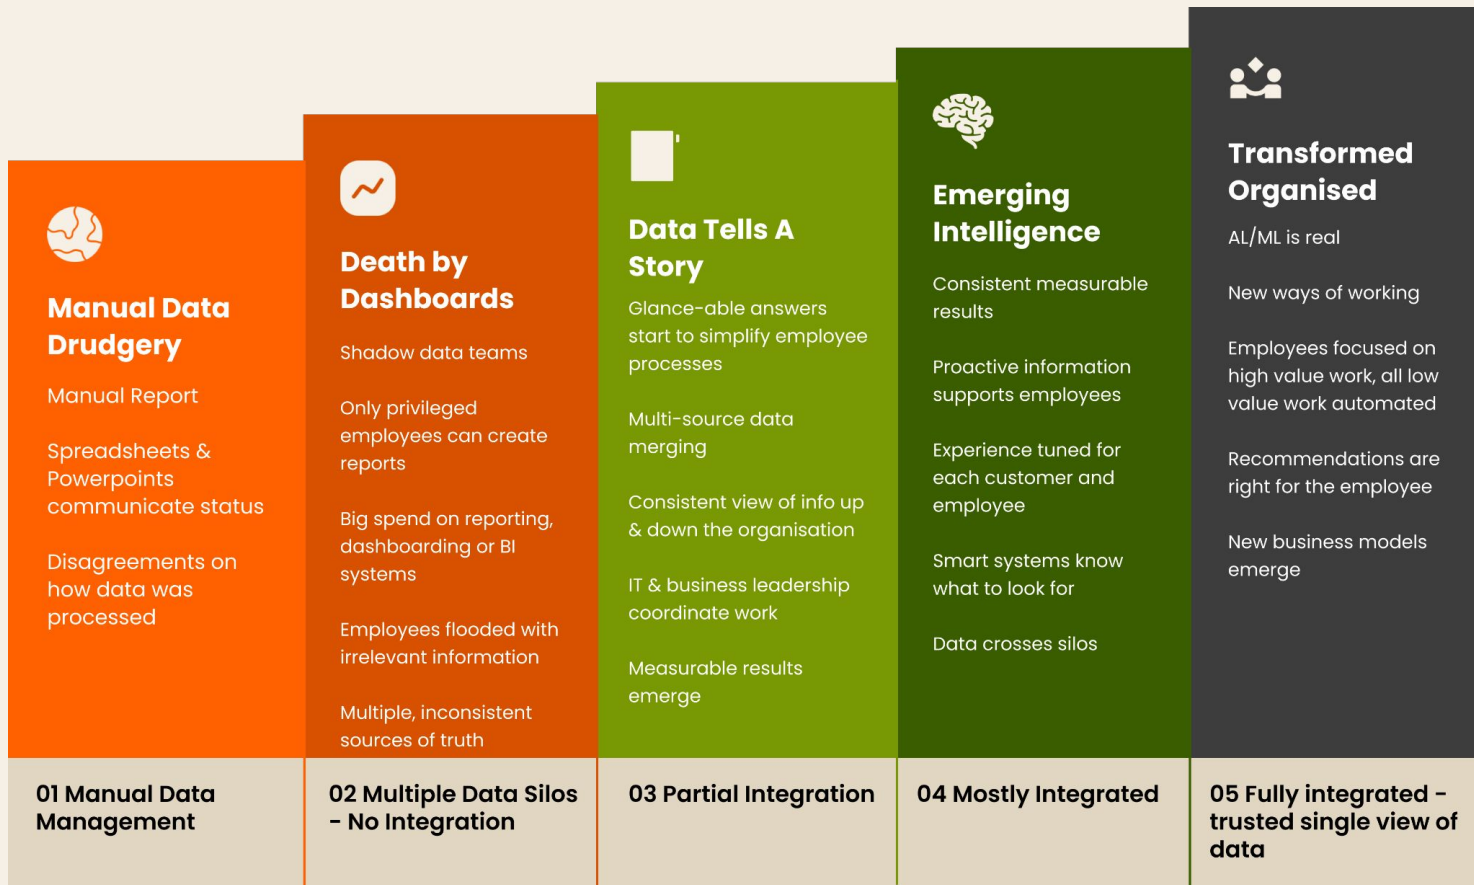 Manual Data
Drudgery
Manual Report
Spreadsheets &
Powerpoints
communicate status
Disagreements on
how data was
processed
01 Manual Data
Management
Death by
Dashboards
Shadow data teams
Only privileged
employees can create
reports
Big spend on reporting,
dashboarding or BI
systems
Employees flooded with
irrelevant information
Multiple, inconsistent
sources of truth
02 Multiple Data Silos
- No Integration
Data Tells A
Story
Glance-able answers
start to simplify employee
processes
Multi-source data
merging
Consistent view of info up
& down the organisation
IT & business leadership
coordinate work
Measurable results
emerge
03 Partial Integration
Emerging
Intelligence
Consistent measurable
results
Proactive information
supports employees
Experience tuned for
each customer and
employee
Smart systems know
what to look for
Data crosses silos
04 Mostly Integrated
Transformed
Organised
AL/ML is real
New ways of working
Employees focused on
high value work, all low
value work automated
Recommendations are
right for the employee
New business models
emerge
05 Fully integrated -
trusted single view of
data